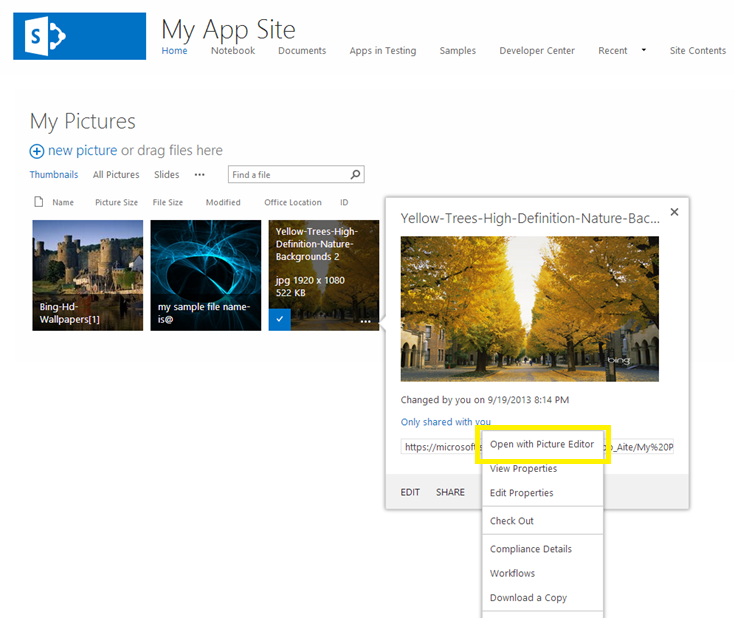 S
My App Site
Home Notebook Documents Apps in Testing Samples Developer Center Recent Site Contents
My Pictures
new picture or drag files here
Thumbnails All Pictures Slides ... Find a file
Name Picture Size File Size Modified Office Location ID
Bing-Hd-
Wallpapers[1]
my sample file name-
is@
Yellow-Trees-High-
Definition-Nature-
Backgrounds 2
jpg 1920 x 1080
522 KB
...
Yellow-Trees-High-Definition-Nature-Bac...
bing
Changed by you on 9/19/2013 8:14 PM
Only shared with you
https://microsoft
Aite/My%20P
EDIT SHARE
Open with Picture Editor
View Properties
Edit Properties
Check Out
Compliance Details
Workflows
Download a Copy